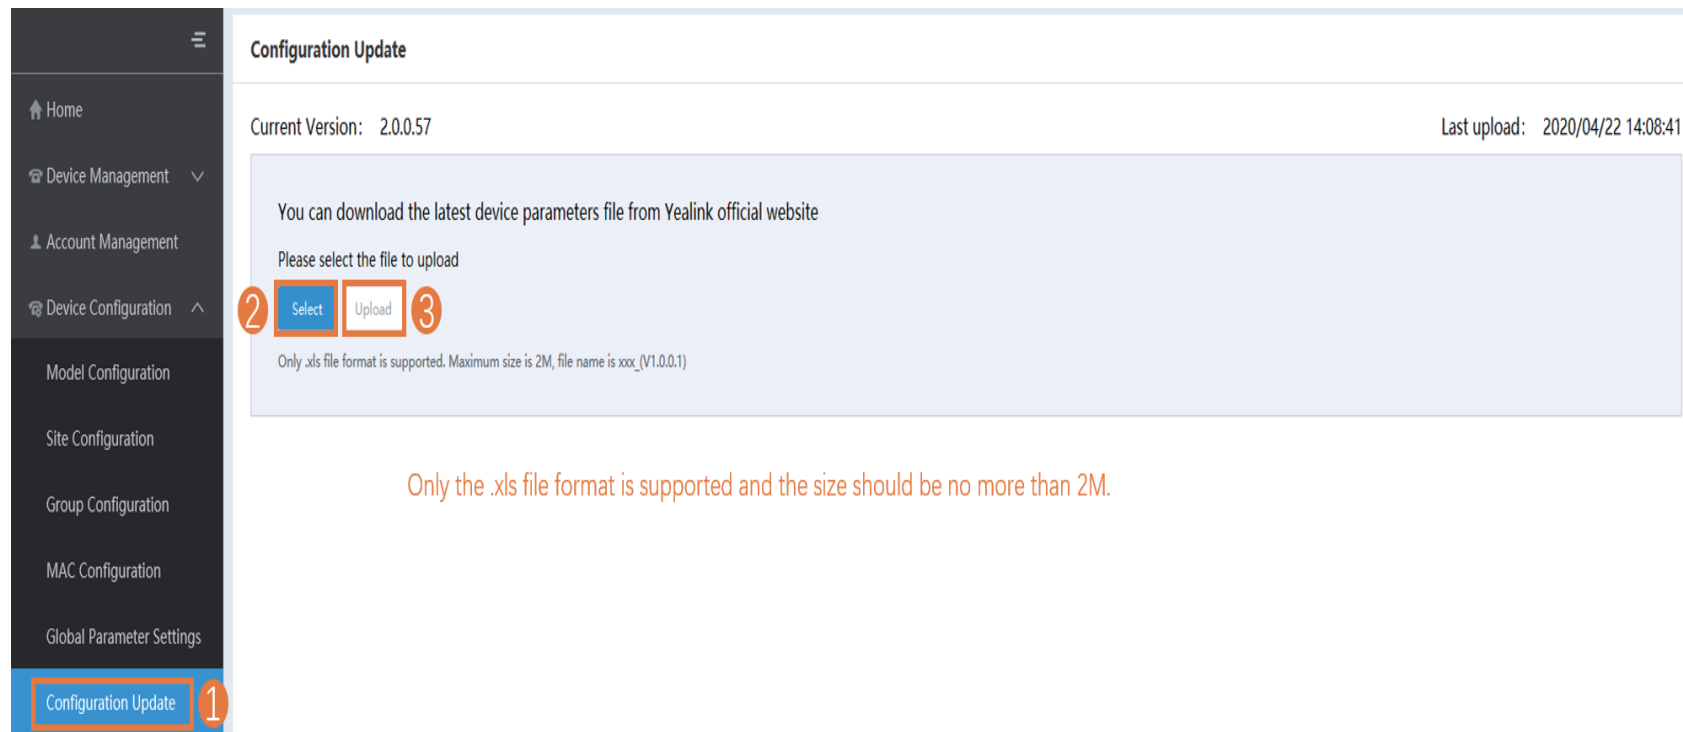 Configuration Update
Home
Current Version: 2.0.0.57
Last upload: 2020/04/22 14:08:41
Device Management
You can download the latest device parameters file from Yealink official website
Account Management
Please select the file to upload
Device Configuration
2 Select Upload 3
Only .xls file format is supported. Maximum size is 2M, file name is xxx_(V1.0.0.1)
Model Configuration
Site Configuration
Only the .xls file format is supported and the size should be no more than 2M.
Group Configuration
MAC Configuration
Global Parameter Settings
Configuration Update 1